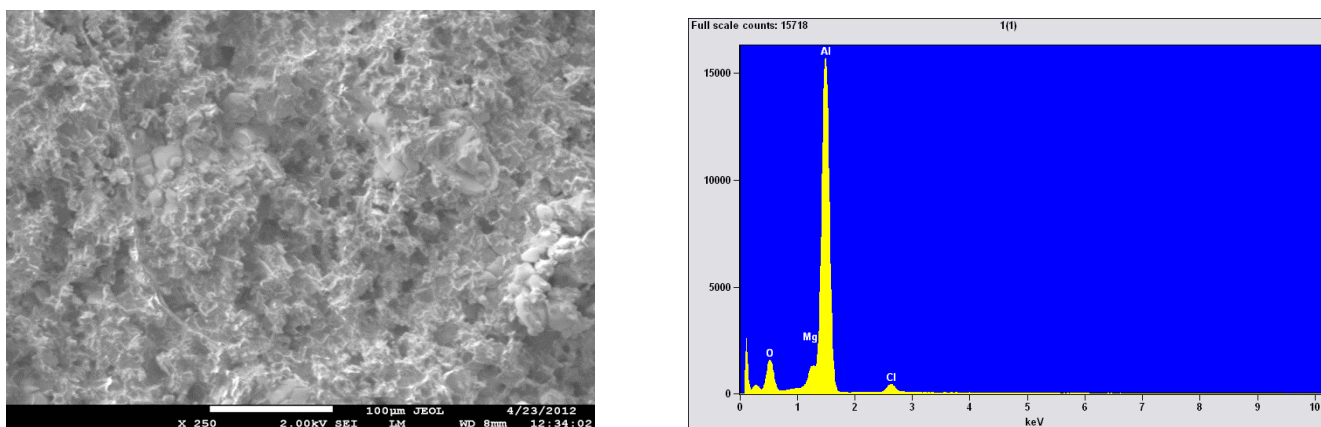 100µm JEOL 4/23/2012
X 250 2.00kV SEI LM WD 8mm 12:34:02
Full scale counts: 15718 1(1)
Al
15000
10000
5000
Mg
O
Cl
0
0 1 2 3 4 5 6 7 8 9 10
keV